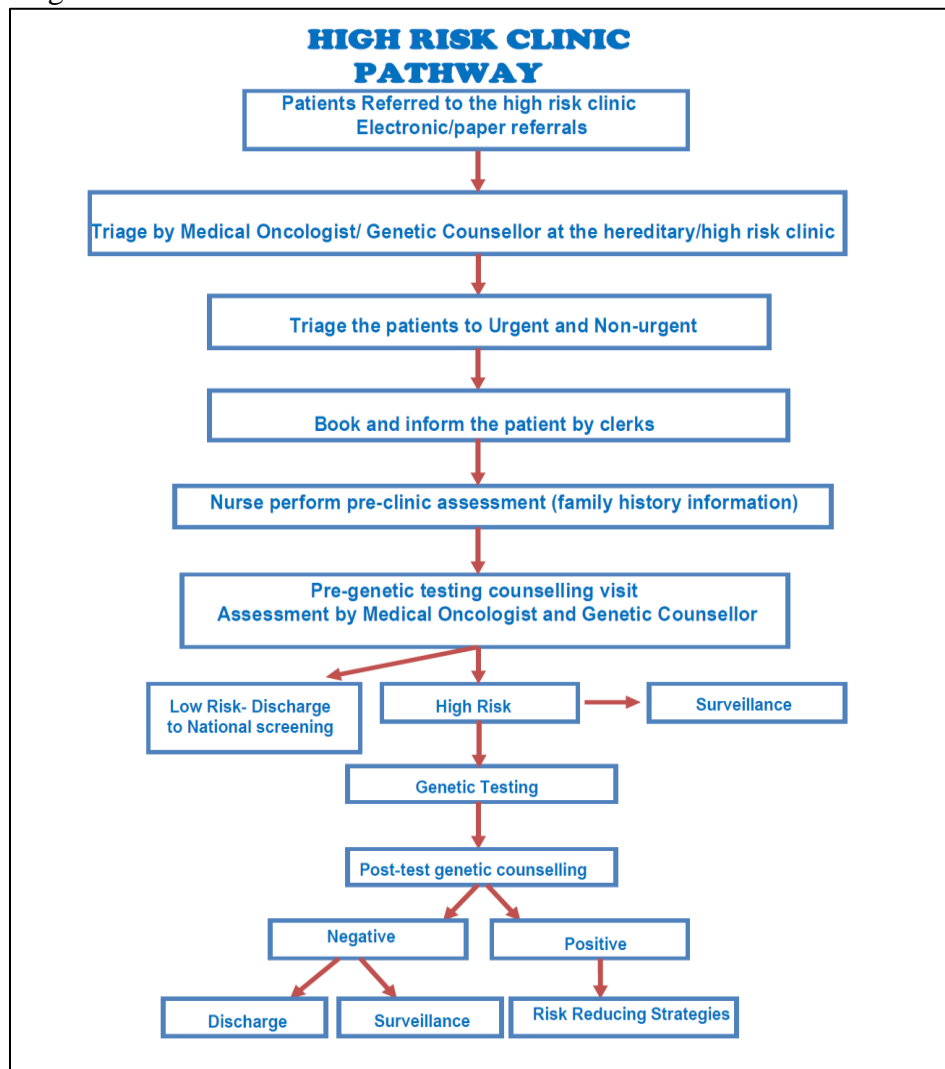 HIGH RISK CLINIC
PATHWAY
Patients Referred to the high risk clinic
Electronic/paper referrals
Triage by Medical Oncologist/ Genetic Counsellor at the hereditary/high risk clinic
Triage the patients to Urgent and Non-urgent
Book and inform the patient by clerks
Nurse perform pre-clinic assessment (family history information)
Pre-genetic testing counselling visit
Assessment by Medical Oncologist and Genetic Counsellor
Low Risk- Discharge
to National screening
High Risk
Surveillance
Genetic Testing
Post-test genetic counselling
Negative
Positive
Discharge
Surveillance
Risk Reducing Strategies